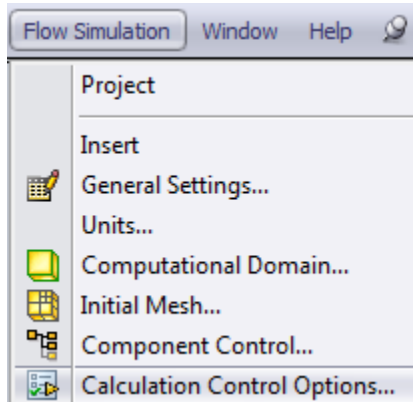 Flow Simulation Window Help
Project
Insert
General Settings...
Units...
Computational Domain...
Initial Mesh...
Component Control...
Calculation Control Options...